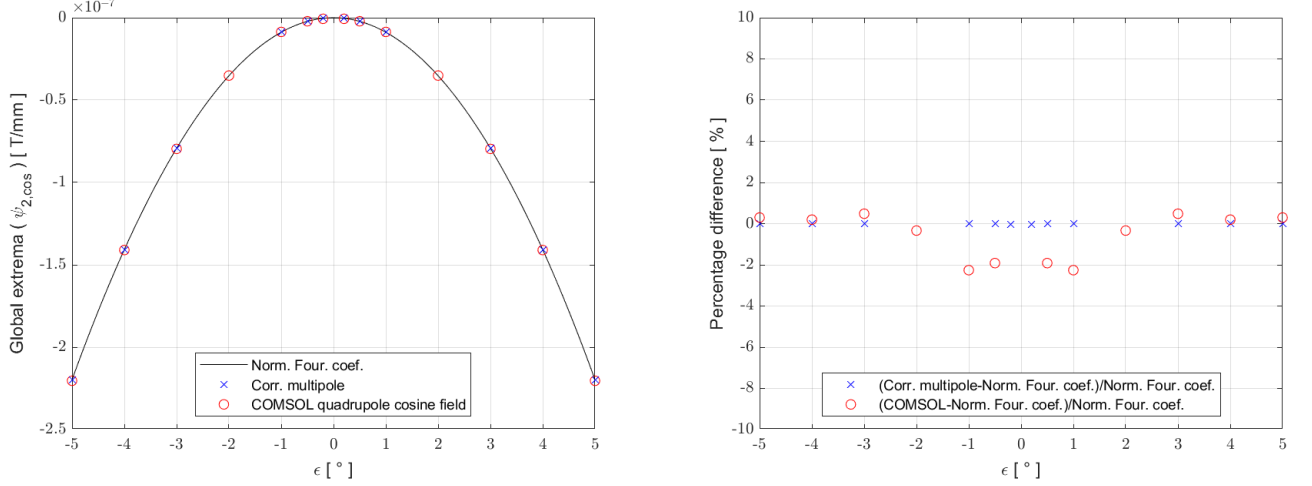 ×10⁻⁷
0
-0.5
-1
-1.5
-2
-2.5
-5 -4 -3 -2 -1 0 1 2 3 4 5
Global extrema ( ψ_{2,cos} ) [ T/mm ]
ϵ [ ° ]
Norm. Four. coef.
Corr. multipole
COMSOL quadrupole cosine field
10
8
6
4
2
0
-2
-4
-6
-8
-10
-5 -4 -3 -2 -1 0 1 2 3 4 5
Percentage difference [ % ]
ϵ [ ° ]
(Corr. multipole-Norm. Four. coef.)/Norm. Four. coef.
(COMSOL-Norm. Four. coef.)/Norm. Four. coef.